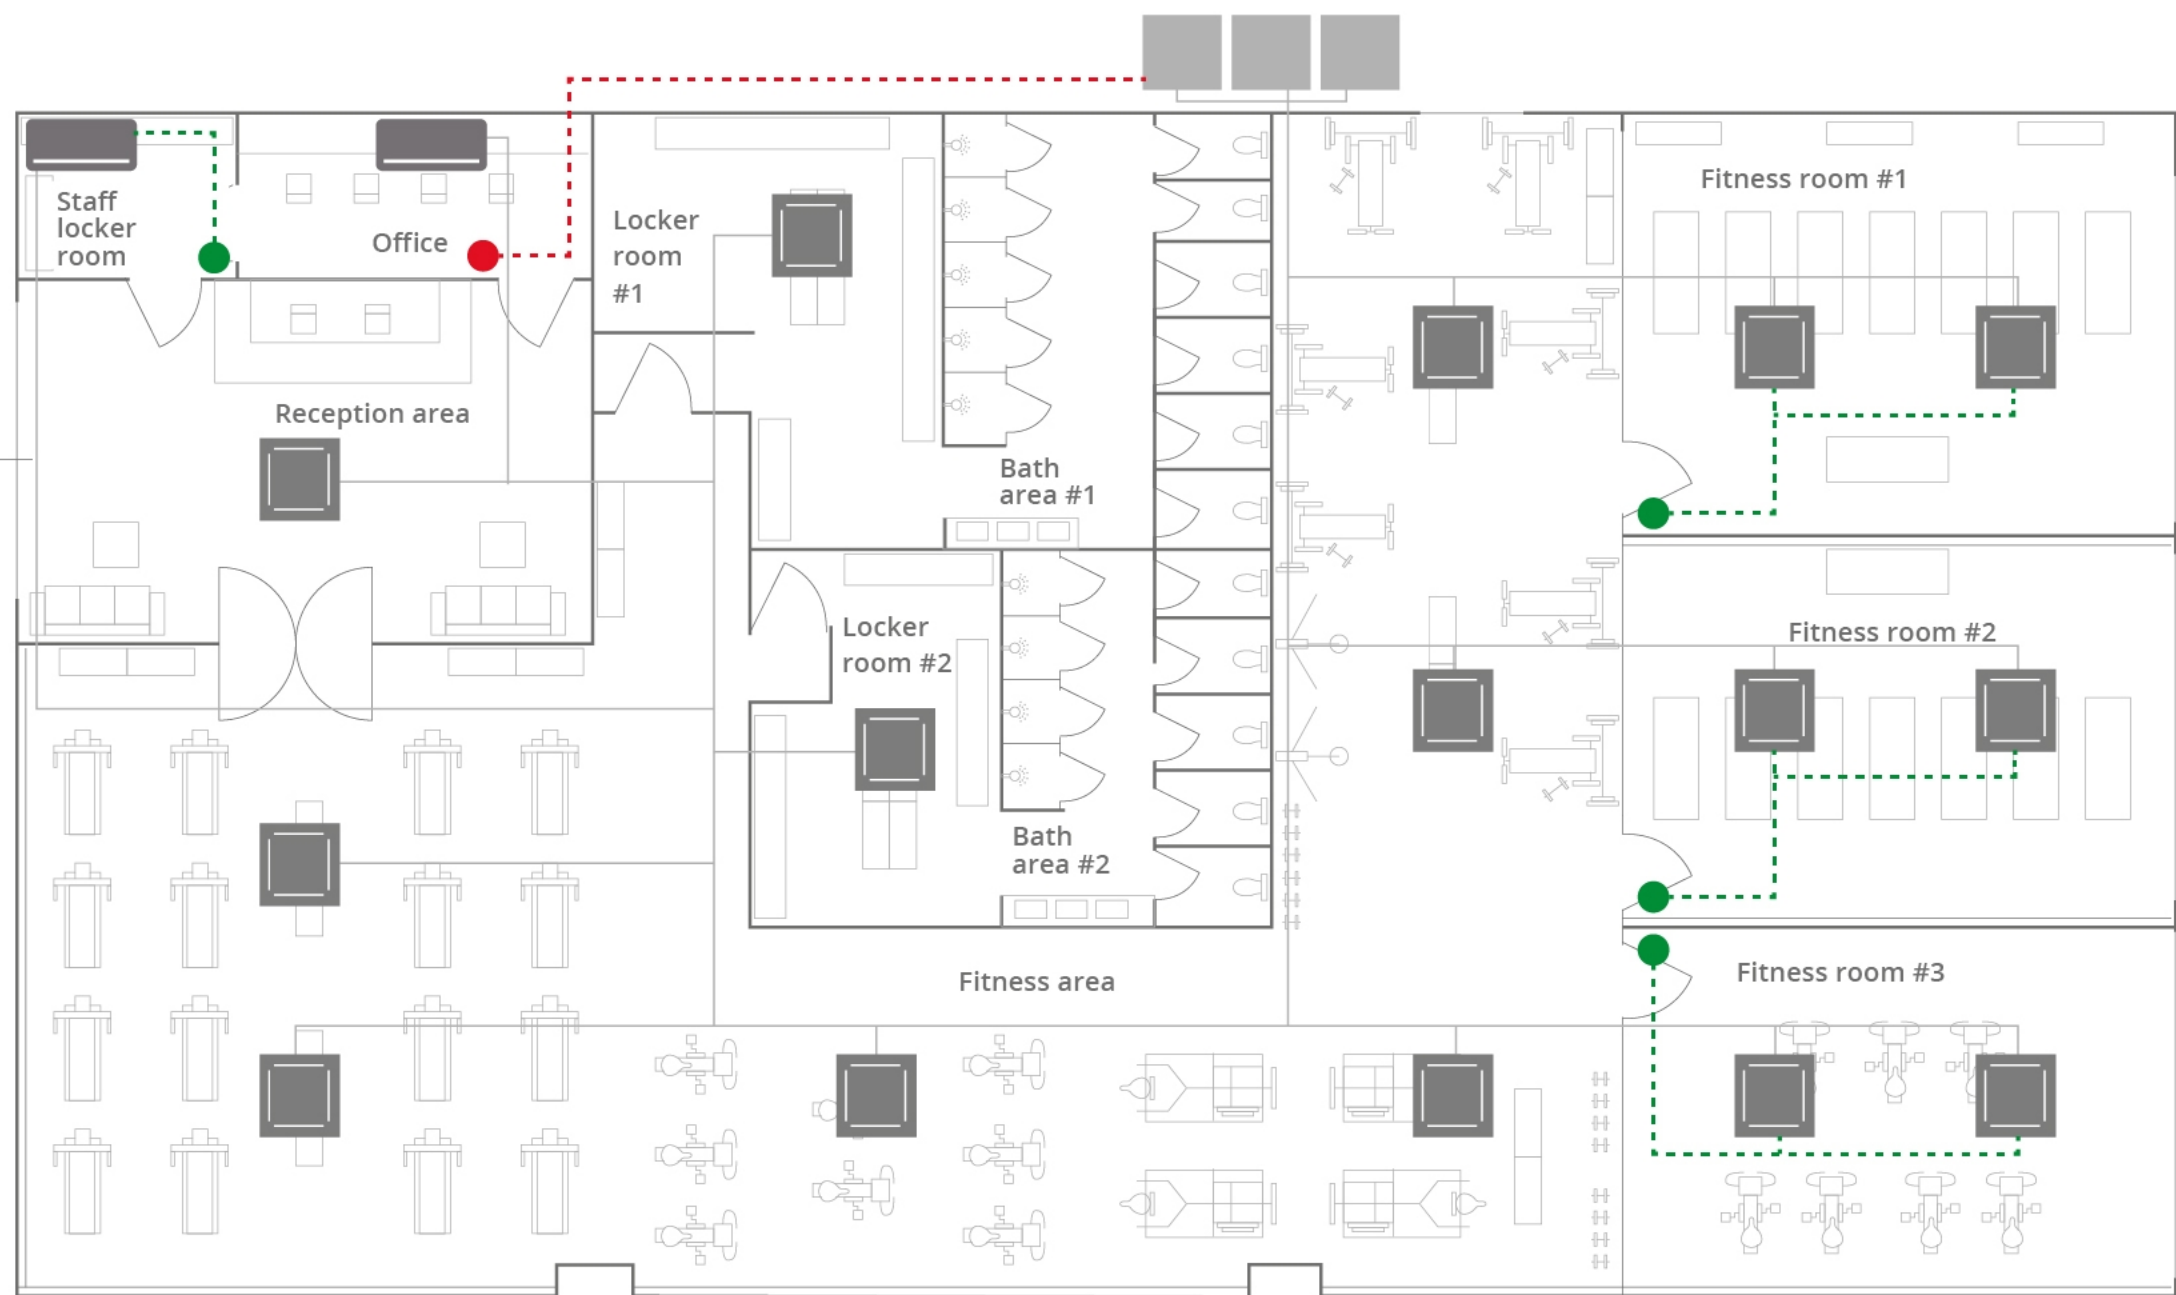 Staff
locker
room
Office
Locker
room
#1
Fitness room #1
Reception area
Bath
area #1
Locker
room #2
Fitness room #2
Bath
area #2
Fitness area
Fitness room #3